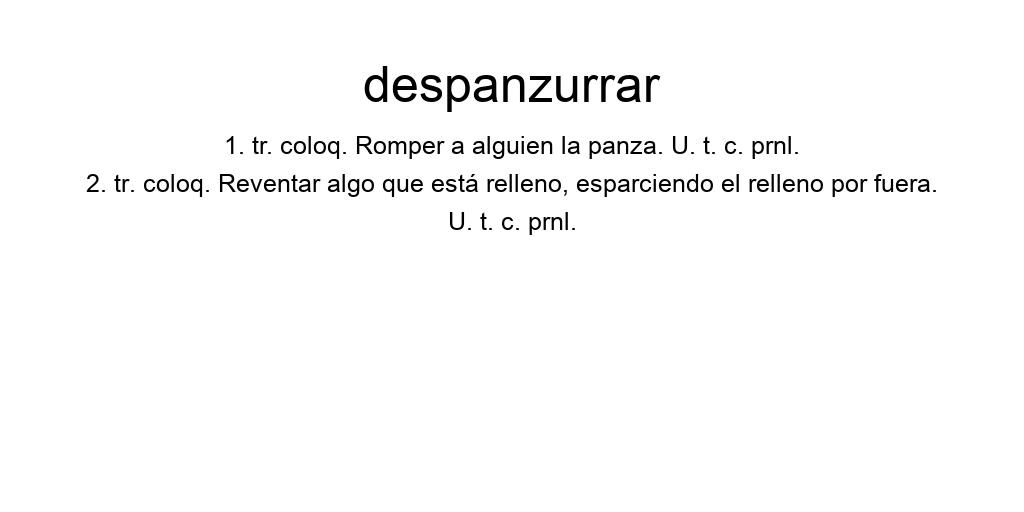 despanzurrar
1. tr. coloq. Romper a alguien la panza. U. t. c. prnl.
2. tr. coloq. Reventar algo que está relleno, esparciendo el relleno por fuera.
U. t. c. prnl.